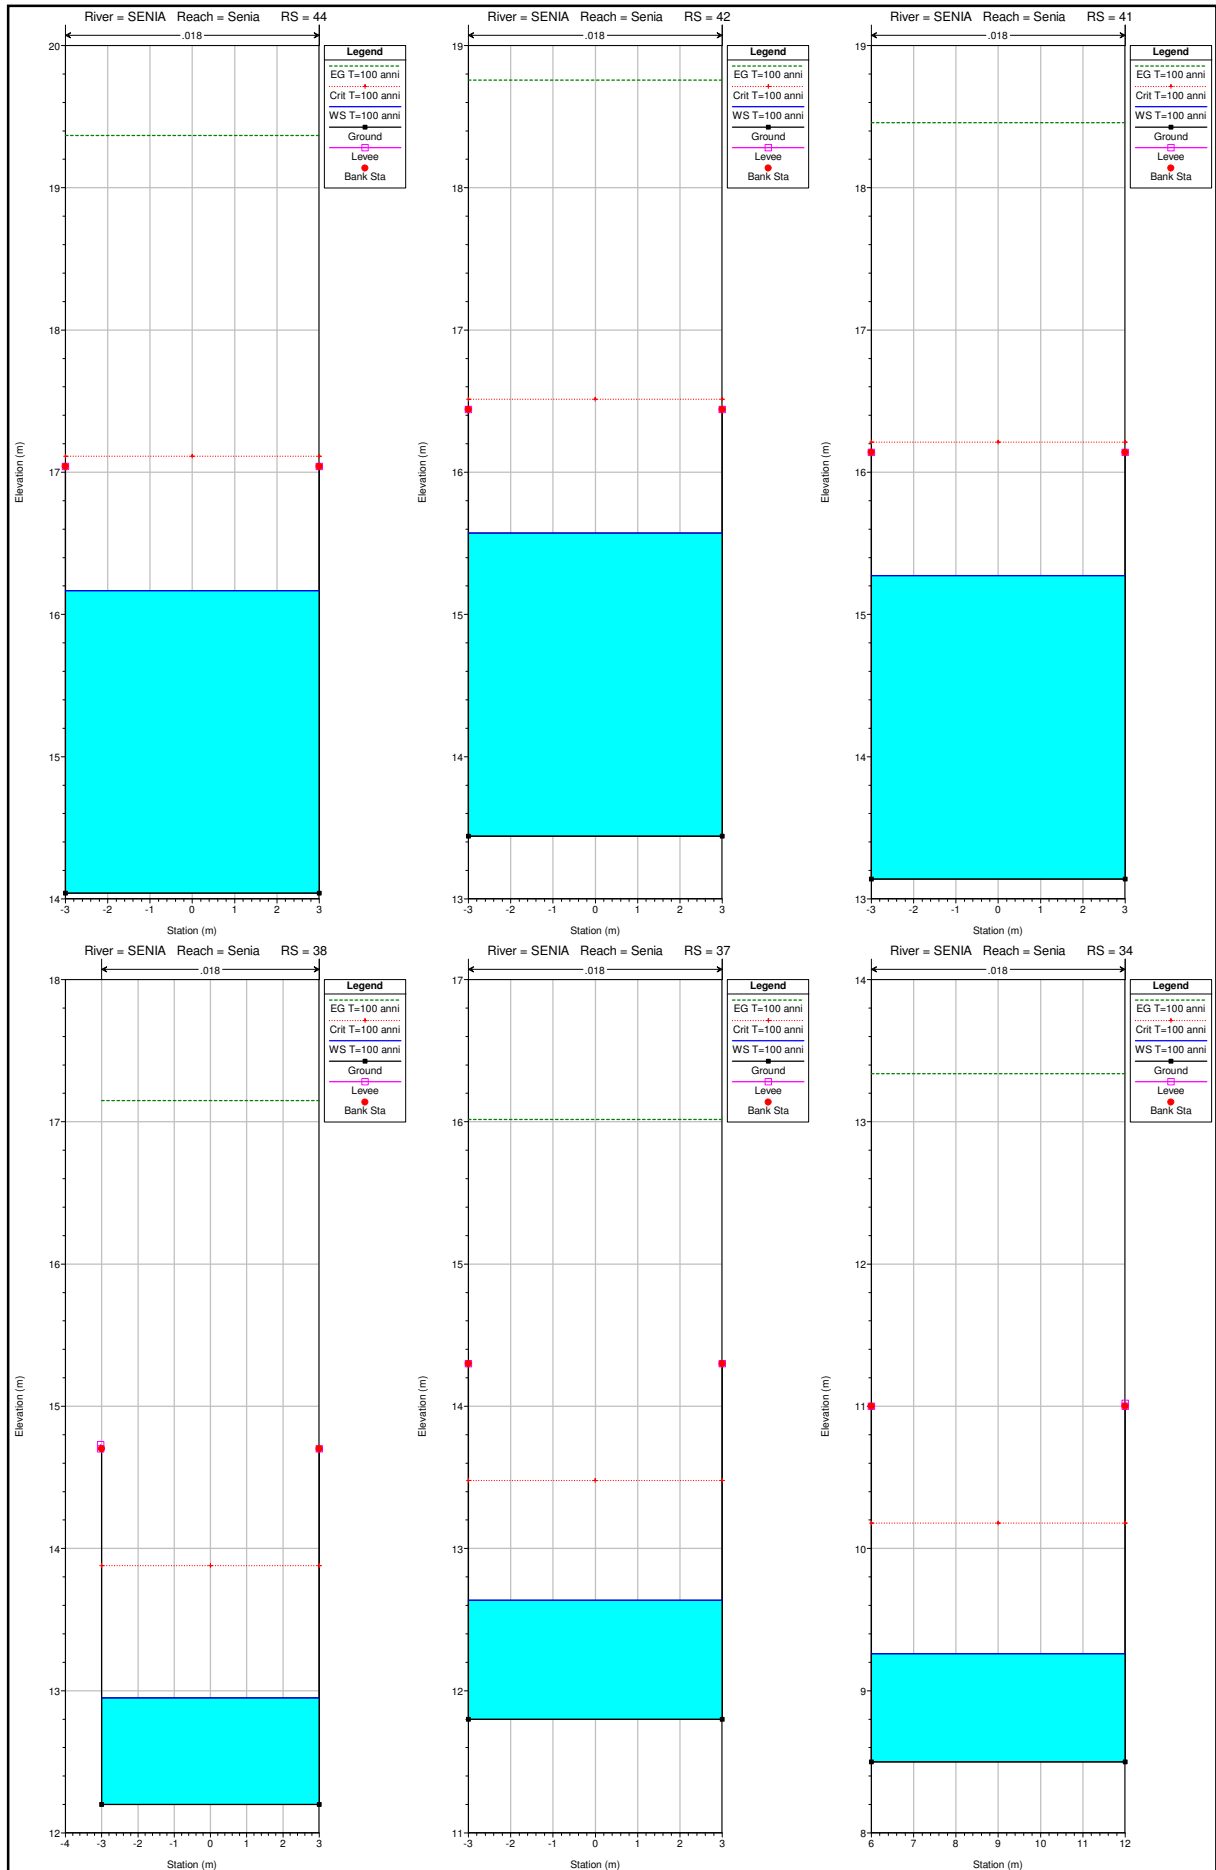 River = SENIA Reach = Senia RS = 44
.018
Legend
EG T=100 anni
Crit T=100 anni
WS T=100 anni
Ground
Levee
Bank Sta
20
19
18
17
16
15
14
Elevation (m)
-3 -2 -1 0 1 2 3
Station (m)
River = SENIA Reach = Senia RS = 42
.018
Legend
EG T=100 anni
Crit T=100 anni
WS T=100 anni
Ground
Levee
Bank Sta
19
18
17
16
15
14
13
Elevation (m)
-3 -2 -1 0 1 2 3
Station (m)
River = SENIA Reach = Senia RS = 41
.018
Legend
EG T=100 anni
Crit T=100 anni
WS T=100 anni
Ground
Levee
Bank Sta
19
18
17
16
15
14
13
Elevation (m)
-3 -2 -1 0 1 2 3
Station (m)
River = SENIA Reach = Senia RS = 38
.018
Legend
EG T=100 anni
Crit T=100 anni
WS T=100 anni
Ground
Levee
Bank Sta
18
17
16
15
14
13
12
Elevation (m)
-4 -3 -2 -1 0 1 2 3
Station (m)
River = SENIA Reach = Senia RS = 37
.018
Legend
EG T=100 anni
Crit T=100 anni
WS T=100 anni
Ground
Levee
Bank Sta
17
16
15
14
13
12
11
Elevation (m)
-3 -2 -1 0 1 2 3
Station (m)
River = SENIA Reach = Senia RS = 34
.018
Legend
EG T=100 anni
Crit T=100 anni
WS T=100 anni
Ground
Levee
Bank Sta
14
13
12
11
10
9
8
Elevation (m)
6 7 8 9 10 11 12
Station (m)